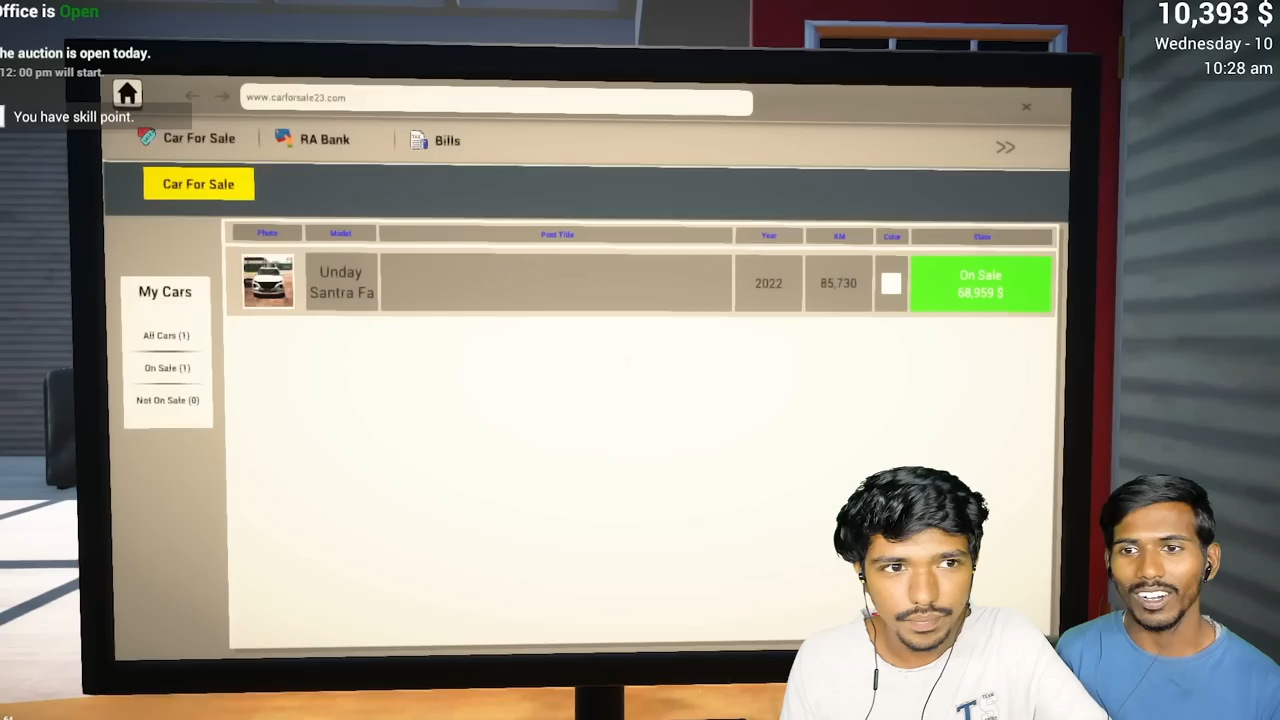 Office is Open
10,393 $
Wednesday - 10
10:28 am
he auction is open today.
12: 00 pm will start.
You have skill point.
www.carforsale23.com
×
Car For Sale
RA Bank
Bills
>>
Car For Sale
Photo Model Post Title Year KM Color State
Unday
Santra Fa
2022
85,730
On Sale
68,959 $
My Cars
All Cars (1)
On Sale (1)
Not On Sale (0)
TEAM